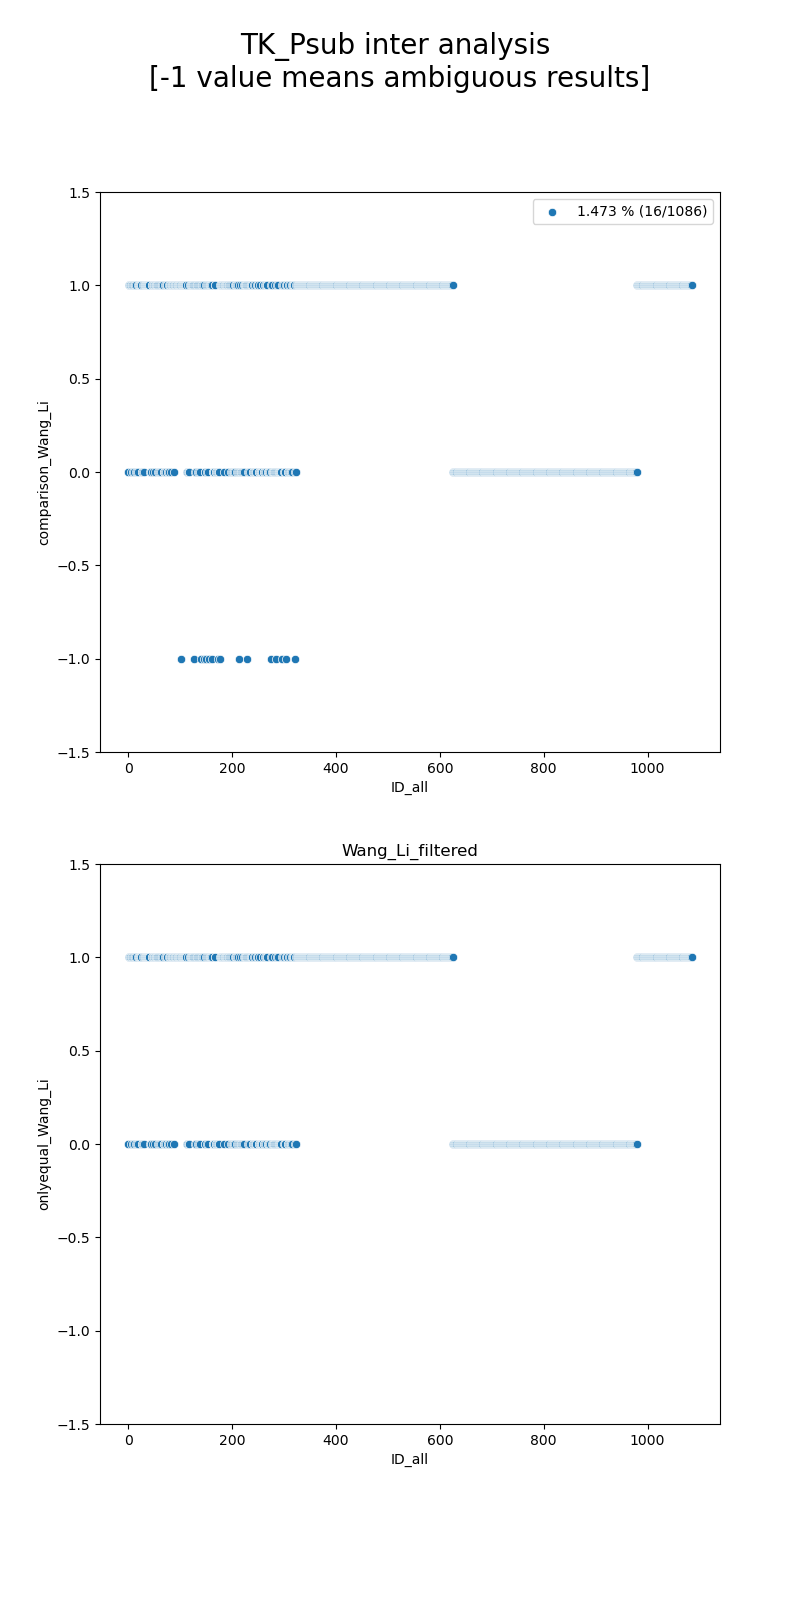 TK_Psub inter analysis
[-1 value means ambiguous results]
1.5
1.473 % (16/1086)
1.0
0.5
0.0
−0.5
−1.0
−1.5
comparison_Wang_Li
0 200 400 600 800 1000
ID_all
Wang_Li_filtered
1.5
1.0
0.5
0.0
−0.5
−1.0
−1.5
onlyequal_Wang_Li
0 200 400 600 800 1000
ID_all